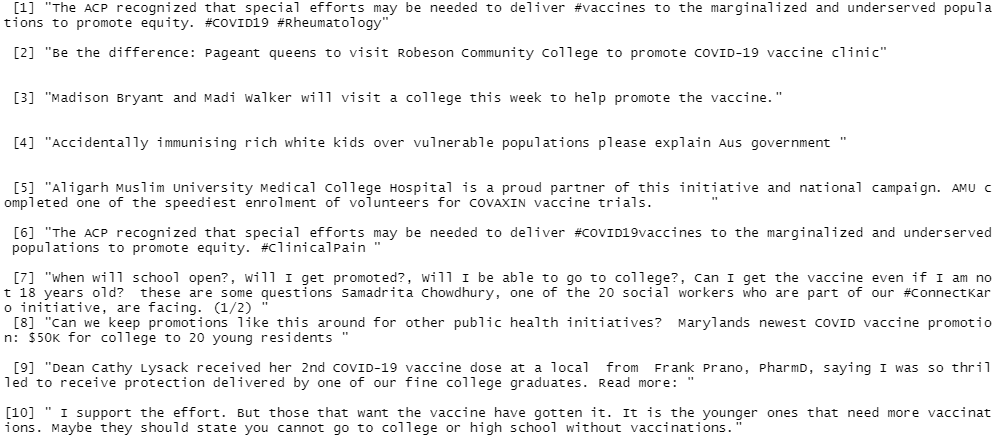 [1] "The ACP recognized that special efforts may be needed to deliver #vaccines to the marginalized and underserved popula
tions to promote equity. #COVID19 #Rheumatology"
[2] "Be the difference: Pageant queens to visit Robeson Community College to promote COVID-19 vaccine clinic"
[3] "Madison Bryant and Madi Walker will visit a college this week to help promote the vaccine."
[4] "Accidentally immunising rich white kids over vulnerable populations please explain Aus government "
[5] "Aligarh Muslim University Medical College Hospital is a proud partner of this initiative and national campaign. AMU c
ompleted one of the speediest enrolment of volunteers for COVAXIN vaccine trials.        "
[6] "The ACP recognized that special efforts may be needed to deliver #COVID19vaccines to the marginalized and underserved
populations to promote equity. #ClinicalPain "
[7] "When will school open?, Will I get promoted?, Will I be able to go to college?, Can I get the vaccine even if I am no
t 18 years old?  these are some questions Samadrita Chowdhury, one of the 20 social workers who are part of our #ConnectKar
o initiative, are facing. (1/2) "
[8] "Can we keep promotions like this around for other public health initiatives?  Marylands newest COVID vaccine promotio
n: $50K for college to 20 young residents "
[9] "Dean Cathy Lysack received her 2nd COVID-19 vaccine dose at a local  from  Frank Prano, PharmD, saying I was so thril
led to receive protection delivered by one of our fine college graduates. Read more: "
[10] " I support the effort. But those that want the vaccine have gotten it. It is the younger ones that need more vaccinat
ions. Maybe they should state you cannot go to college or high school without vaccinations."